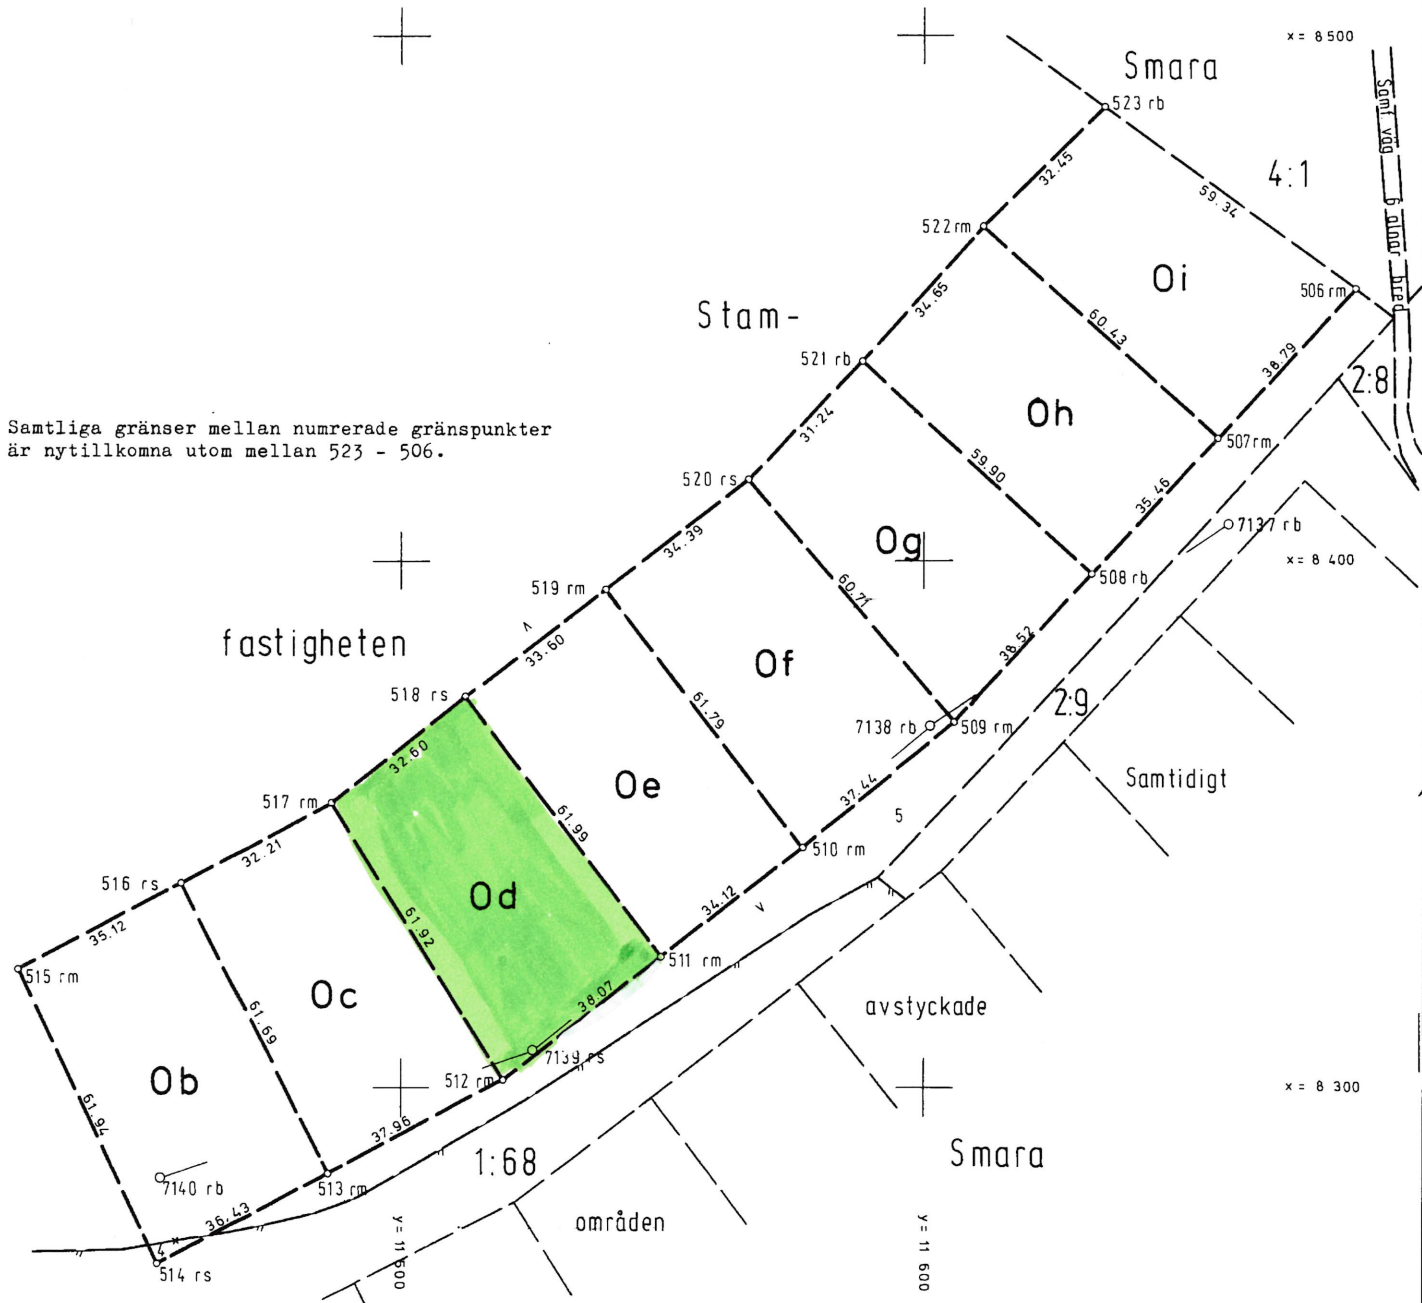 x = 8 500
Smara
523 rb
Samf väg 6 alnar bred
32.45
4:1
59.34
522 rm
Oi
506 rm
34.65
Stam-
60.43
38.79
521 rb
2:8
Oh
31.24
Samtliga gränser mellan numrerade gränspunkter
är nytillkomna utom mellan 523 - 506.
507 rm
59.90
520 rs
35.46
7137 rb
34.39
Og
x = 8 400
508 rb
519 rm
60.71
fastigheten
33.60
38.52
Of
518 rs
2:9
61.79
7138 rb
509 rm
32.60
Samtidigt
Oe
37.44
517 rm
5
61.99
32.21
510 rm
516 rs
Od
34.12
61.92
35.12
511 rm
515 rm
Oc
38.07
avstyckade
61.69
7139 rs
Ob
512 rm
x = 8 300
61.94
37.96
Smara
1:68
7140 rb
513 rm
36.43
områden
4
514 rs
y = 11 500
y = 11 600